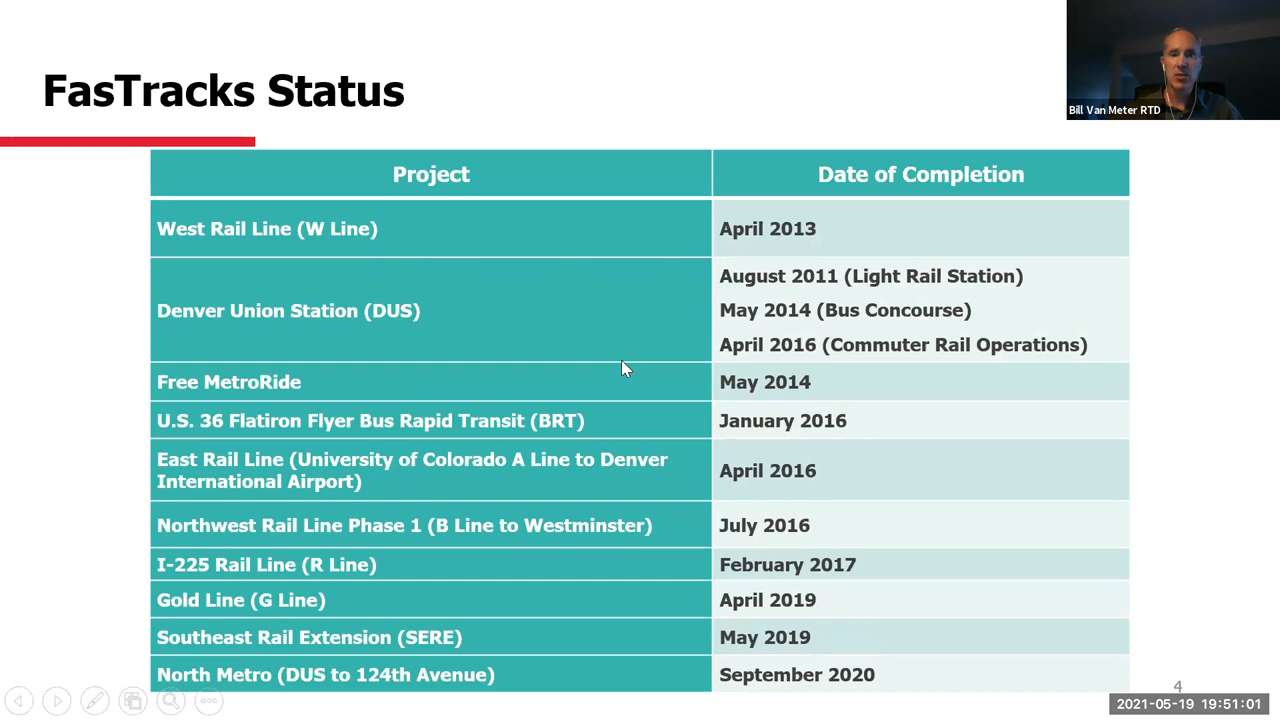 Bill Van Meter RTD
FasTracks Status
Project
Date of Completion
West Rail Line (W Line)
April 2013
Denver Union Station (DUS)
August 2011 (Light Rail Station)
May 2014 (Bus Concourse)
April 2016 (Commuter Rail Operations)
Free MetroRide
May 2014
U.S. 36 Flatiron Flyer Bus Rapid Transit (BRT)
January 2016
East Rail Line (University of Colorado A Line to Denver
International Airport)
April 2016
Northwest Rail Line Phase 1 (B Line to Westminster)
July 2016
I-225 Rail Line (R Line)
February 2017
Gold Line (G Line)
April 2019
Southeast Rail Extension (SERE)
May 2019
North Metro (DUS to 124th Avenue)
September 2020
4
2021-05-19 19:51:01